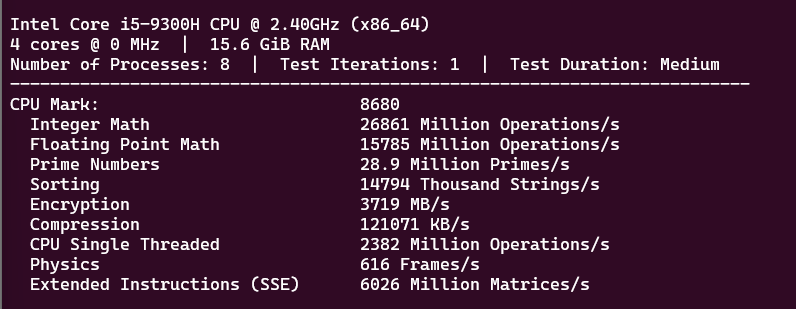 Intel Core i5-9300H CPU @ 2.40GHz (x86_64)
4 cores @ 0 MHz  |  15.6 GiB RAM
Number of Processes: 8  |  Test Iterations: 1  |  Test Duration: Medium
--------------------------------------------------------------------------
CPU Mark:                          8680
  Integer Math                     26861 Million Operations/s
  Floating Point Math              15785 Million Operations/s
  Prime Numbers                    28.9 Million Primes/s
  Sorting                          14794 Thousand Strings/s
  Encryption                       3719 MB/s
  Compression                      121071 KB/s
  CPU Single Threaded              2382 Million Operations/s
  Physics                          616 Frames/s
  Extended Instructions (SSE)      6026 Million Matrices/s